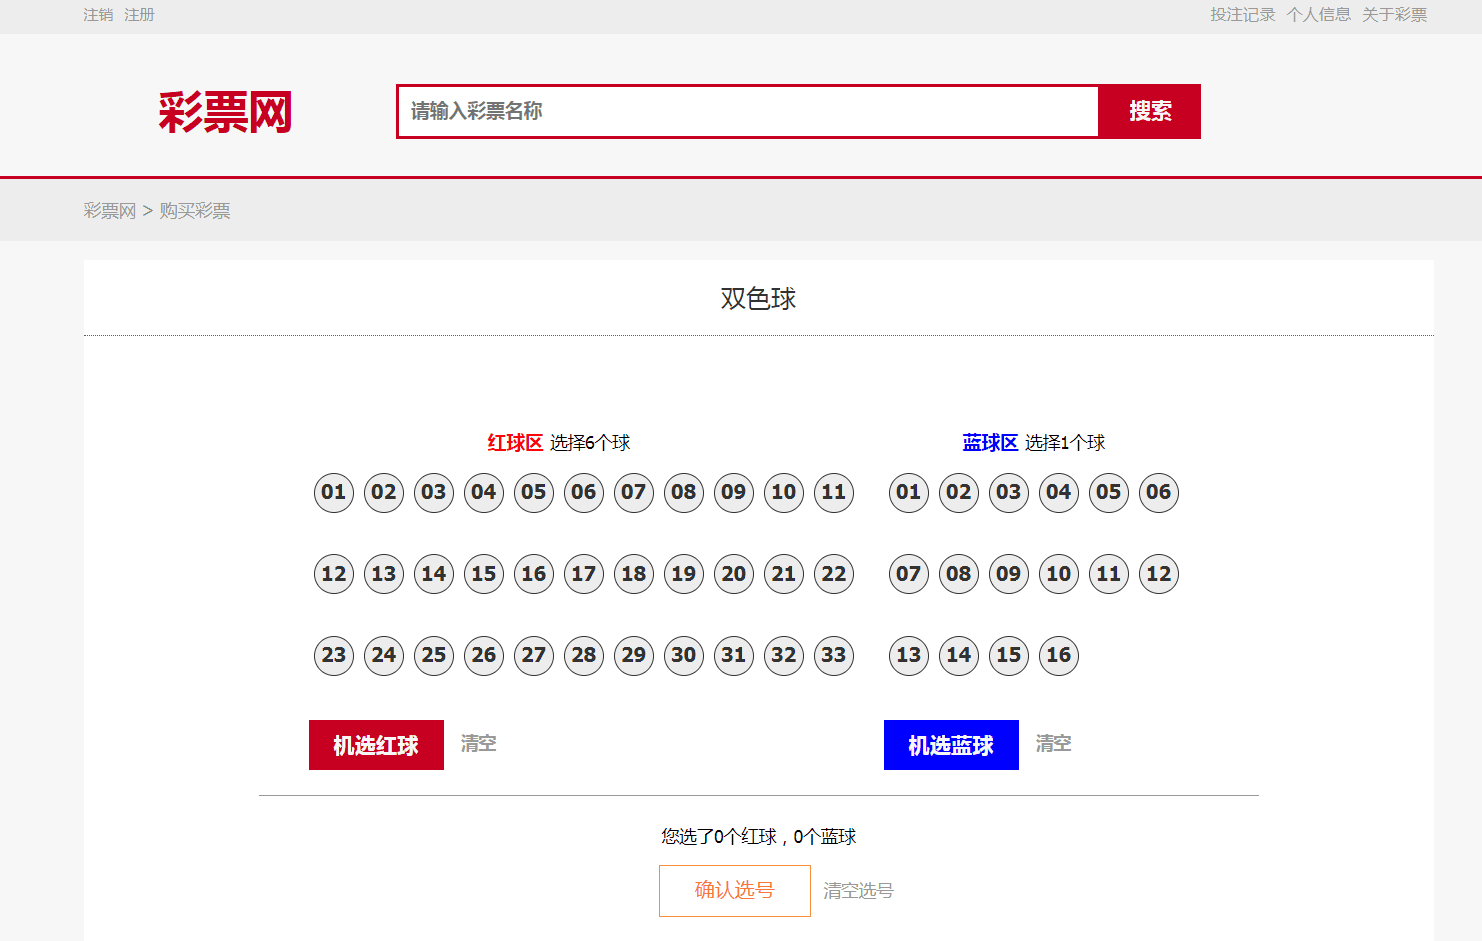 注销 注册 投注记录 个人信息 关于彩票
彩票网 请输入彩票名称 搜索
彩票网 > 购买彩票
双色球
红球区 选择6个球 蓝球区 选择1个球
01 02 03 04 05 06 07 08 09 10 11 01 02 03 04 05 06
12 13 14 15 16 17 18 19 20 21 22 07 08 09 10 11 12
23 24 25 26 27 28 29 30 31 32 33 13 14 15 16
机选红球 清空 机选蓝球 清空
您选了0个红球，0个蓝球
确认选号 清空选号